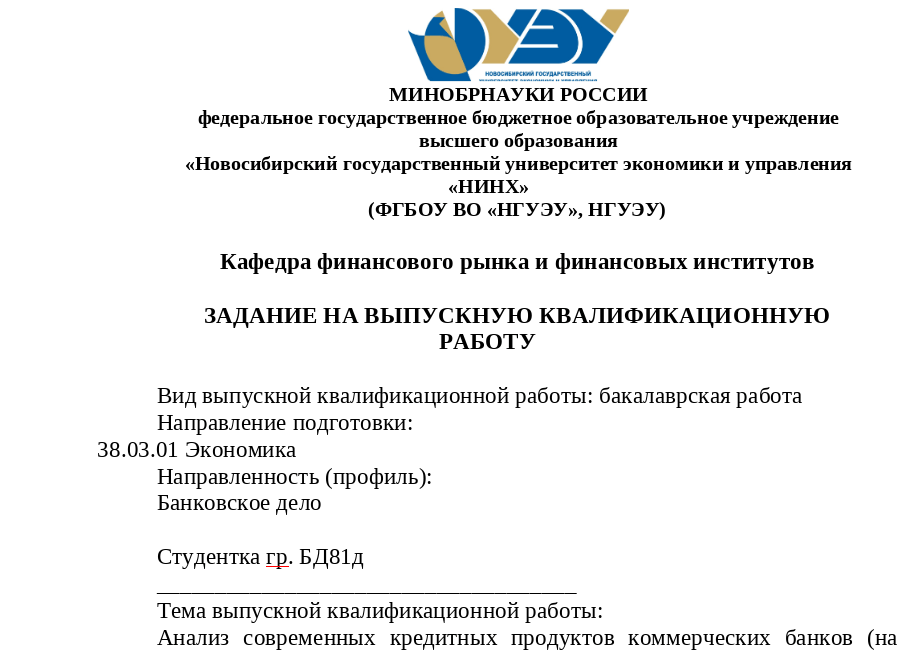 НОВОСИБИРСКИЙ ГОСУДАРСТВЕННЫЙ
МИНОБРНАУКИ РОССИИ
федеральное государственное бюджетное образовательное учреждение
высшего образования
«Новосибирский государственный университет экономики и управления
«НИНХ»
(ФГБОУ ВО «НГУЭУ», НГУЭУ)
Кафедра финансового рынка и финансовых институтов
ЗАДАНИЕ НА ВЫПУСКНУЮ КВАЛИФИКАЦИОННУЮ
РАБОТУ
Вид выпускной квалификационной работы: бакалаврская работа
Направление подготовки:
38.03.01 Экономика
Направленность (профиль):
Банковское дело
Студентка гр. БД81д
Тема выпускной квалификационной работы:
Анализ современных кредитных продуктов коммерческих банков (на